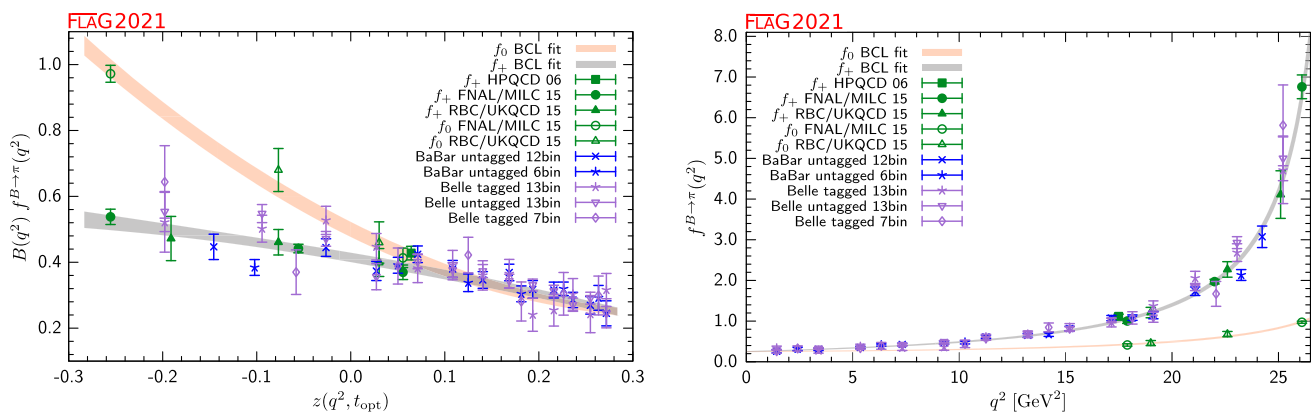 FLAG2021
f₀ BCL fit
f₊ BCL fit
f₊ HPQCD 06
f₊ FNAL/MILC 15
f₊ RBC/UKQCD 15
f₀ FNAL/MILC 15
f₀ RBC/UKQCD 15
BaBar untagged 12bin
BaBar untagged 6bin
Belle tagged 13bin
Belle untagged 13bin
Belle tagged 7bin
1.0
0.8
0.6
0.4
0.2
B(q²) f^{B→π}(q²)
-0.3 -0.2 -0.1 0.0 0.1 0.2 0.3
z(q², t_opt)
FLAG2021
f₀ BCL fit
f₊ BCL fit
f₊ HPQCD 06
f₊ FNAL/MILC 15
f₊ RBC/UKQCD 15
f₀ FNAL/MILC 15
f₀ RBC/UKQCD 15
BaBar untagged 12bin
BaBar untagged 6bin
Belle tagged 13bin
Belle untagged 13bin
Belle tagged 7bin
8.0
7.0
6.0
5.0
4.0
3.0
2.0
1.0
0.0
f^{B→π}(q²)
0 5 10 15 20 25
q² [GeV²]